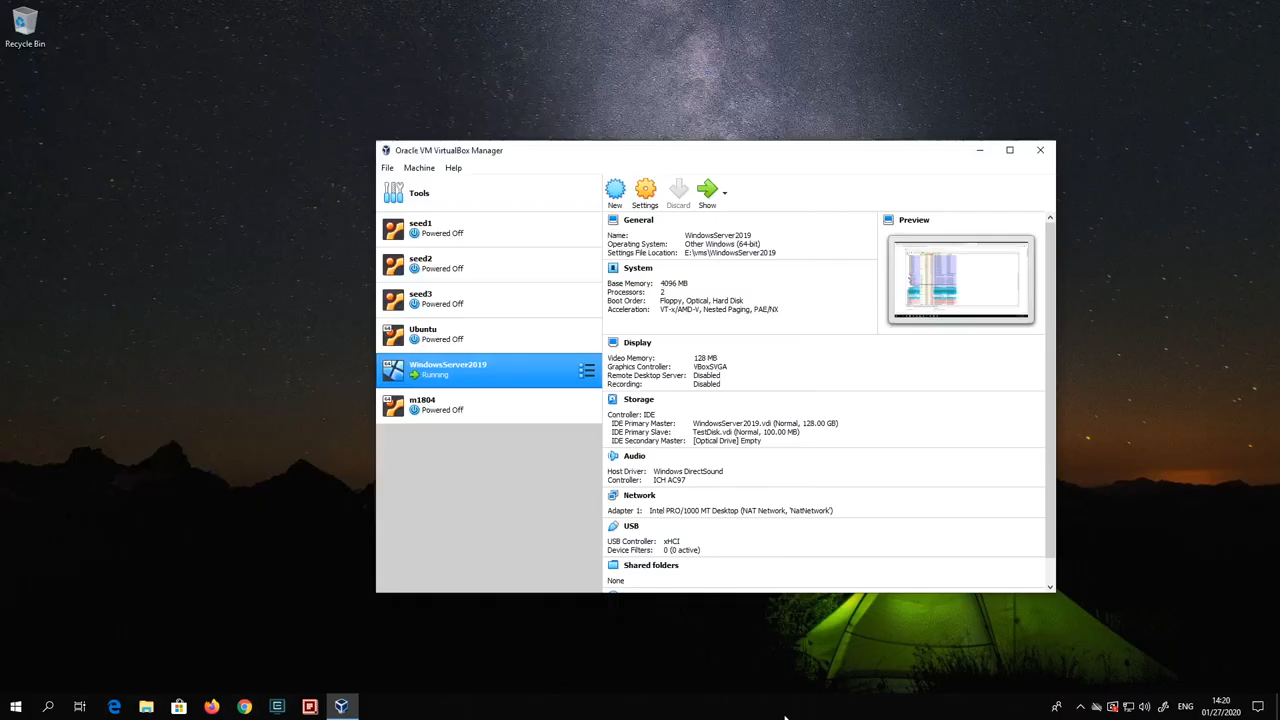 Recycle Bin
Oracle VM VirtualBox Manager
File Machine Help
Tools
New Settings Discard Show
seed1
Powered Off
seed2
Powered Off
seed3
Powered Off
64
Ubuntu
Powered Off
64
WindowsServer2019
Running
64
m1804
Powered Off
General
Name: WindowsServer2019
Operating System: Other Windows (64-bit)
Settings File Location: E:\vms\WindowsServer2019
Preview
System
Base Memory: 4096 MB
Processors: 2
Boot Order: Floppy, Optical, Hard Disk
Acceleration: VT-x/AMD-V, Nested Paging, PAE/NX
Display
Video Memory: 128 MB
Graphics Controller: VBoxSVGA
Remote Desktop Server: Disabled
Recording: Disabled
Storage
Controller: IDE
IDE Primary Master: WindowsServer2019.vdi (Normal, 128.00 GB)
IDE Primary Slave: TestDisk.vdi (Normal, 100.00 MB)
IDE Secondary Master: [Optical Drive] Empty
Audio
Host Driver: Windows DirectSound
Controller: ICH AC97
Network
Adapter 1: Intel PRO/1000 MT Desktop (NAT Network, 'NatNetwork')
USB
USB Controller: xHCI
Device Filters: 0 (0 active)
Shared folders
None
ENG
14:20
01/27/2020